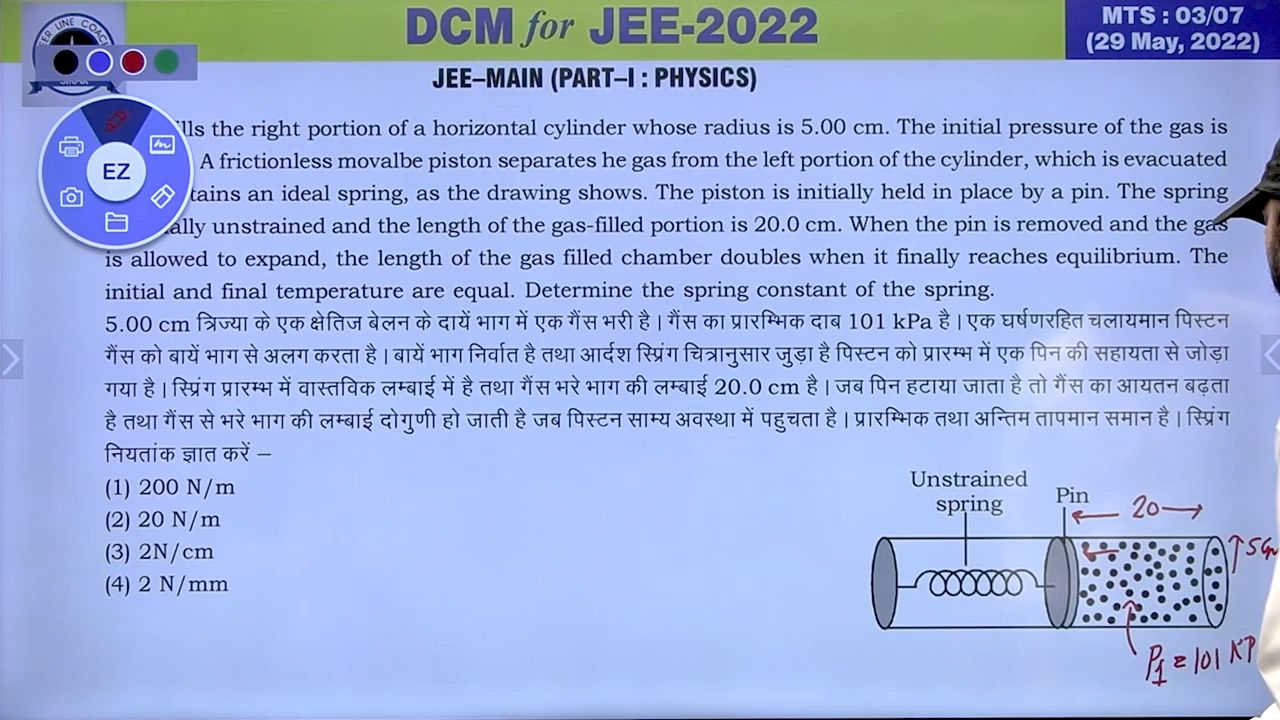 DCM for JEE-2022
MTS : 03/07
(29 May, 2022)
JEE–MAIN (PART–I : PHYSICS)
LINE COAC
EZ
lls the right portion of a horizontal cylinder whose radius is 5.00 cm. The initial pressure of the gas is
A frictionless movalbe piston separates he gas from the left portion of the cylinder, which is evacuated
tains an ideal spring, as the drawing shows. The piston is initially held in place by a pin. The spring
ally unstrained and the length of the gas-filled portion is 20.0 cm. When the pin is removed and the gas
is allowed to expand, the length of the gas filled chamber doubles when it finally reaches equilibrium. The
initial and final temperature are equal. Determine the spring constant of the spring.
5.00 cm त्रिज्या के एक क्षेतिज बेलन के दायें भाग में एक गैंस भरी है। गैंस का प्रारम्भिक दाब 101 kPa है। एक घर्षणरहित चलायमान पिस्टन
गैंस को बायें भाग से अलग करता है। बायें भाग निर्वात है तथा आर्दश स्प्रिंग चित्रानुसार जुड़ा है पिस्टन को प्रारम्भ में एक पिन की सहायता से जोड़ा
गया है। स्प्रिंग प्रारम्भ में वास्तविक लम्बाई में है तथा गैंस भरे भाग की लम्बाई 20.0 cm है। जब पिन हटाया जाता है तो गैंस का आयतन बढ़ता
है तथा गैंस से भरे भाग की लम्बाई दोगुणी हो जाती है जब पिस्टन साम्य अवस्था में पहुचता है। प्रारम्भिक तथा अन्तिम तापमान समान है। स्प्रिंग
नियतांक ज्ञात करें –
(1) 200 N/m
(2) 20 N/m
(3) 2N/cm
(4) 2 N/mm
Unstrained
spring
Pin
20
5cm
P1 = 101 KP